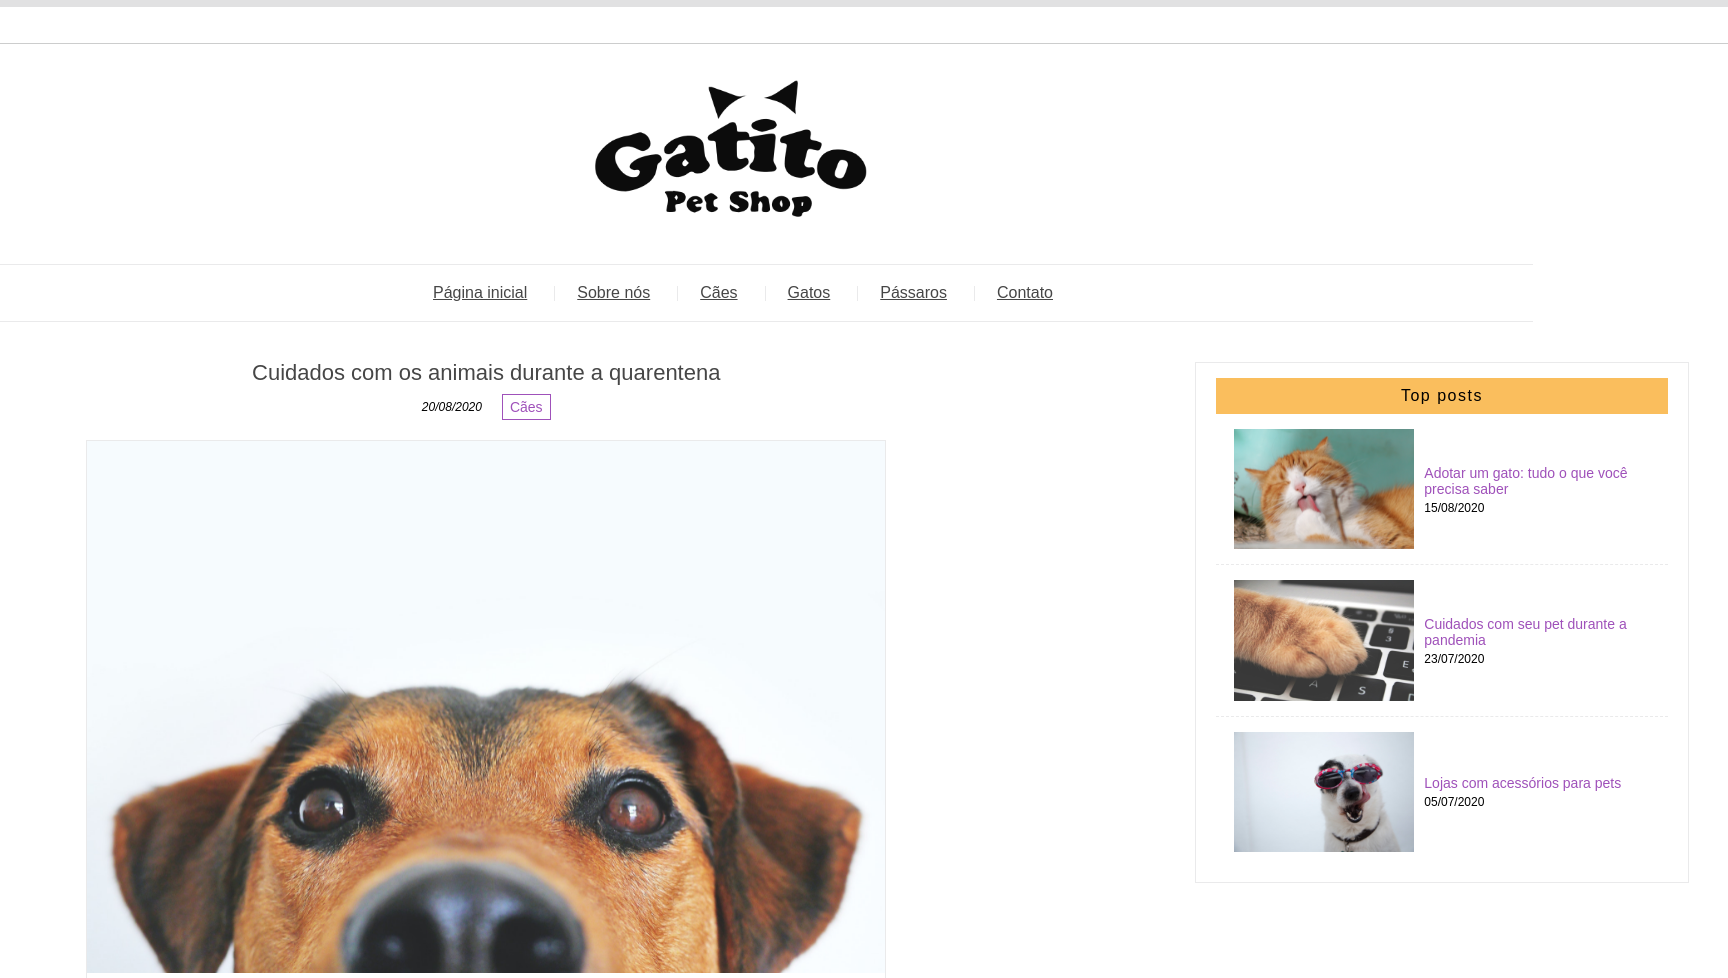 Gatito
Pet Shop
Página inicial
Sobre nós
Cães
Gatos
Pássaros
Contato
Cuidados com os animais durante a quarentena
20/08/2020 Cães
Top posts
Adotar um gato: tudo o que você
precisa saber
15/08/2020
Cuidados com seu pet durante a
pandemia
23/07/2020
Lojas com acessórios para pets
05/07/2020